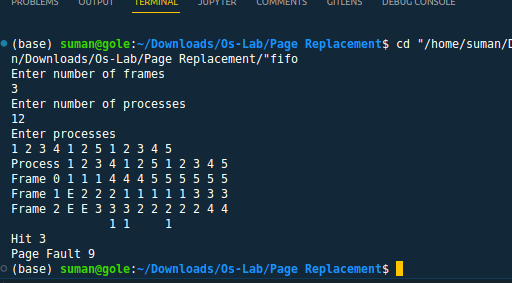 PROBLEMS OUTPUT TERMINAL JUPYTER COMMENTS GITLENS DEBUG CONSOLE
(base) suman@gole:~/Downloads/Os-Lab/Page Replacement$ cd "/home/suman/D
n/Downloads/Os-Lab/Page Replacement/"fifo
Enter number of frames
3
Enter number of processes
12
Enter processes
1 2 3 4 1 2 5 1 2 3 4 5
Process 1 2 3 4 1 2 5 1 2 3 4 5
Frame 0 1 1 1 4 4 4 5 5 5 5 5 5
Frame 1 E 2 2 2 1 1 1 1 1 3 3 3
Frame 2 E E 3 3 3 2 2 2 2 2 4 4
1 1 1
Hit 3
Page Fault 9
(base) suman@gole:~/Downloads/Os-Lab/Page Replacement$